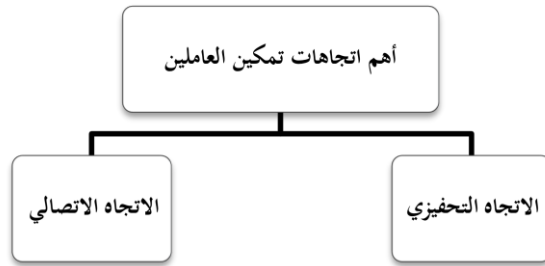 أهم اتجاهات تمكين العاملين
الاتجاه التحفيزي
الاتجاه الاتصالي